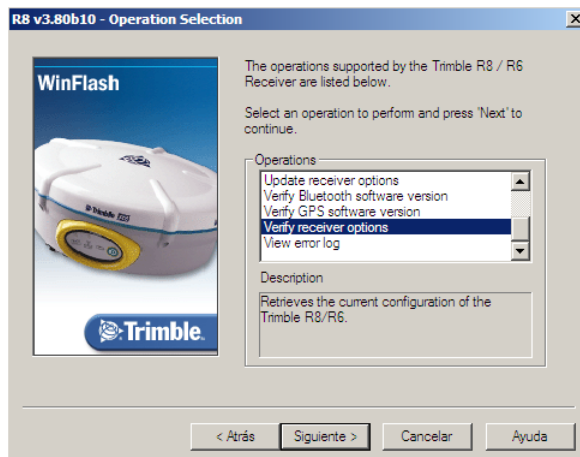 R8 v3.80b10 - Operation Selection
WinFlash
The operations supported by the Trimble R8 / R6
Receiver are listed below.
Select an operation to perform and press 'Next' to
continue.
Operations
Update receiver options
Verify Bluetooth software version
Verify GPS software version
Verify receiver options
View error log
Description
Retrieves the current configuration of the
Trimble R8/R6.
Trimble.
< Atrás
Siguiente >
Cancelar
Ayuda